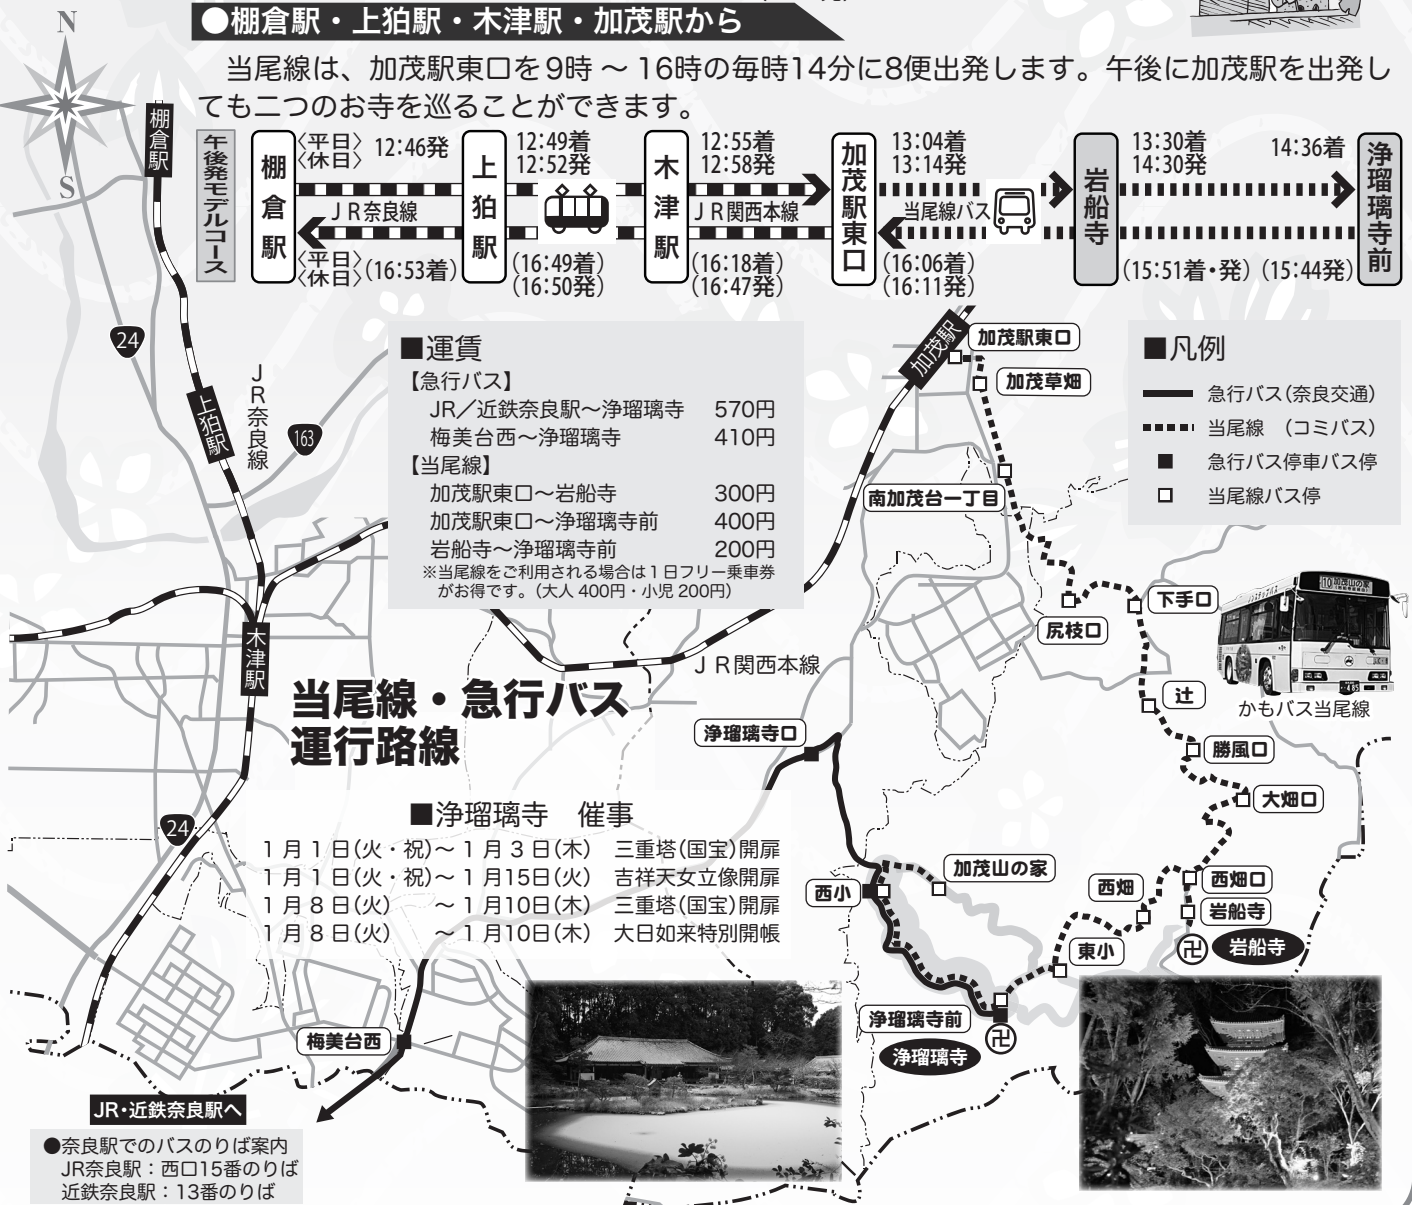 ●棚倉駅・上狛駅・木津駅・加茂駅から
当尾線は、加茂駅東口を9時 ～ 16時の毎時14分に8便出発します。午後に加茂駅を出発し
ても二つのお寺を巡ることができます。
N
S
午後発モデルコース
棚倉駅
〈平日〉
〈休日〉
12:46発
上狛駅
12:49着
12:52発
木津駅
12:55着
12:58発
加茂駅東口
13:04着
13:14発
岩船寺
13:30着
14:30発
14:36着
浄瑠璃寺前
ＪＲ奈良線
ＪＲ関西本線
当尾線バス
〈平日〉
〈休日〉
(16:53着)
(16:49着)
(16:50発)
(16:18着)
(16:47発)
(16:06着)
(16:11発)
(15:51着・発)
(15:44発)
棚倉駅
24
上狛駅
ＪＲ奈良線
163
木津駅
24
■運賃
【急行バス】
JR／近鉄奈良駅～浄瑠璃寺 570円
梅美台西～浄瑠璃寺 410円
【当尾線】
加茂駅東口～岩船寺 300円
加茂駅東口～浄瑠璃寺前 400円
岩船寺～浄瑠璃寺前 200円
※当尾線をご利用される場合は１日フリー乗車券
がお得です。(大人 400円・小児 200円)
■凡例
急行バス(奈良交通)
当尾線 (コミバス)
急行バス停車バス停
当尾線バス停
加茂駅
加茂駅東口
加茂草畑
南加茂台一丁目
尻枝口
下手口
辻
勝風口
大畑口
西畑口
岩船寺
岩船寺
西畑
東小
加茂山の家
西小
浄瑠璃寺口
浄瑠璃寺前
浄瑠璃寺
かもバス当尾線
ＪＲ関西本線
当尾線・急行バス
運行路線
■浄瑠璃寺 催事
1 月 1 日(火・祝)～ 1 月 3 日(木) 三重塔(国宝)開扉
1 月 1 日(火・祝)～ 1 月15日(火) 吉祥天女立像開扉
1 月 8 日(火) ～ 1 月10日(木) 三重塔(国宝)開扉
1 月 8 日(火) ～ 1 月10日(木) 大日如来特別開帳
梅美台西
JR・近鉄奈良駅へ
●奈良駅でのバスのりば案内
JR奈良駅：西口15番のりば
近鉄奈良駅：13番のりば